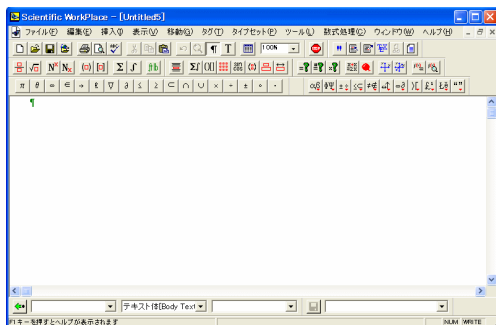 Scientific WorkPlace - [Untitled5]
ファイル(F) 編集(E) 挿入(I) 表示(V) 移動(G) タグ(T) タイプセット(P) ツール(L) 数式処理(C) ウィンドウ(W) ヘルプ(H)
¶ T 100%
N× Nx (□) [□] Σ ∫
π θ ∞ ∈ → ℓ ∇ ∂ ≤ ≥ ⊂ ∩ ∪ × ÷ ± ∘ ·
¶
テキスト体[Body Text
F1 キーを押すとヘルプが表示されます NUM WRITE